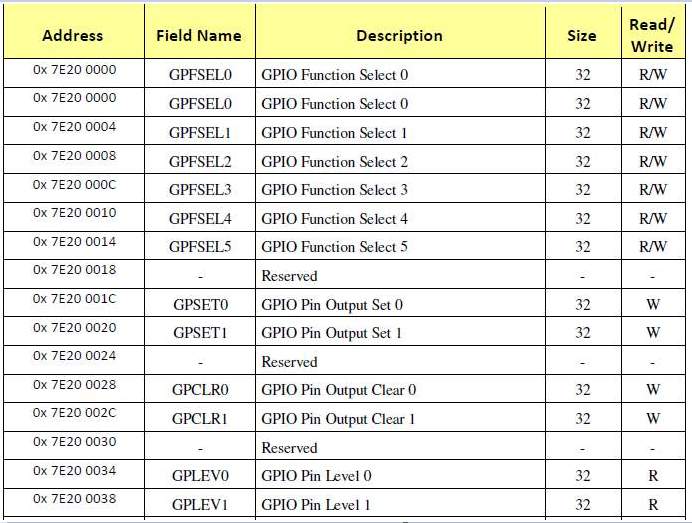 Address Field Name Description Size Read/ Write
0x 7E20 0000 GPFSEL0 GPIO Function Select 0 32 R/W
0x 7E20 0000 GPFSEL0 GPIO Function Select 0 32 R/W
0x 7E20 0004 GPFSEL1 GPIO Function Select 1 32 R/W
0x 7E20 0008 GPFSEL2 GPIO Function Select 2 32 R/W
0x 7E20 000C GPFSEL3 GPIO Function Select 3 32 R/W
0x 7E20 0010 GPFSEL4 GPIO Function Select 4 32 R/W
0x 7E20 0014 GPFSEL5 GPIO Function Select 5 32 R/W
0x 7E20 0018 - Reserved - -
0x 7E20 001C GPSET0 GPIO Pin Output Set 0 32 W
0x 7E20 0020 GPSET1 GPIO Pin Output Set 1 32 W
0x 7E20 0024 - Reserved - -
0x 7E20 0028 GPCLR0 GPIO Pin Output Clear 0 32 W
0x 7E20 002C GPCLR1 GPIO Pin Output Clear 1 32 W
0x 7E20 0030 - Reserved - -
0x 7E20 0034 GPLEV0 GPIO Pin Level 0 32 R
0x 7E20 0038 GPLEV1 GPIO Pin Level 1 32 R